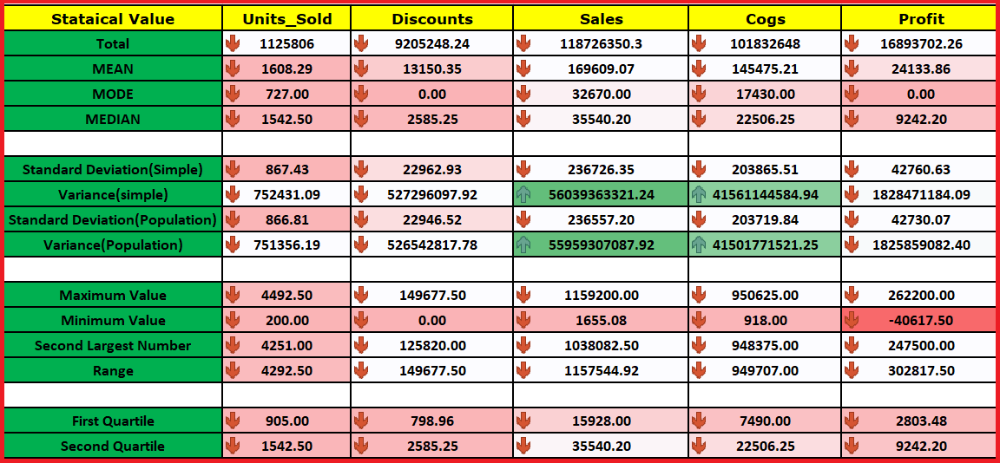 Stataical Value Units_Sold Discounts Sales Cogs Profit
Total 1125806 9205248.24 118726350.3 101832648 16893702.26
MEAN 1608.29 13150.35 169609.07 145475.21 24133.86
MODE 727.00 0.00 32670.00 17430.00 0.00
MEDIAN 1542.50 2585.25 35540.20 22506.25 9242.20
Standard Deviation(Simple) 867.43 22962.93 236726.35 203865.51 42760.63
Variance(simple) 752431.09 527296097.92 56039363321.24 41561144584.94 1828471184.09
Standard Deviation(Population) 866.81 22946.52 236557.20 203719.84 42730.07
Variance(Population) 751356.19 526542817.78 55959307087.92 41501771521.25 1825859082.40
Maximum Value 4492.50 149677.50 1159200.00 950625.00 262200.00
Minimum Value 200.00 0.00 1655.08 918.00 -40617.50
Second Largest Number 4251.00 125820.00 1038082.50 948375.00 247500.00
Range 4292.50 149677.50 1157544.92 949707.00 302817.50
First Quartile 905.00 798.96 15928.00 7490.00 2803.48
Second Quartile 1542.50 2585.25 35540.20 22506.25 9242.20